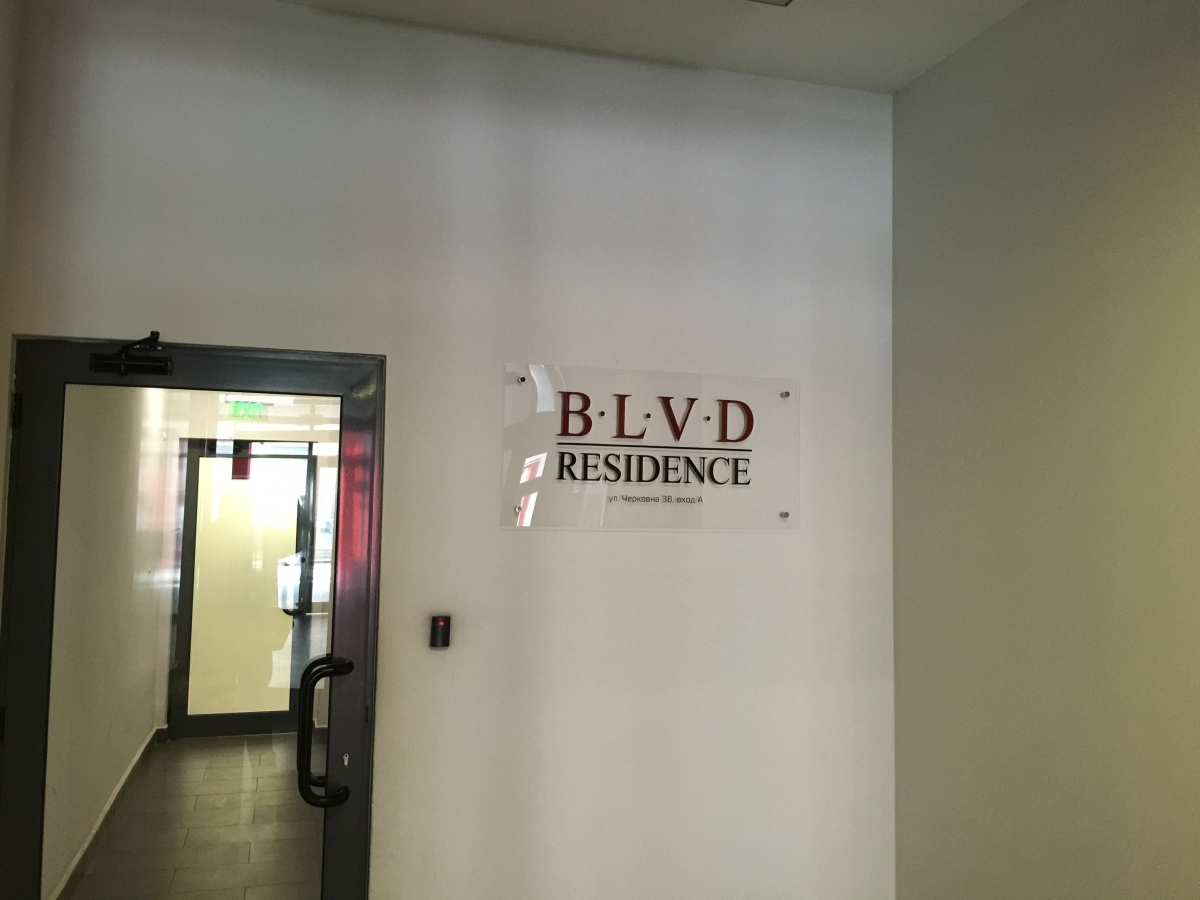 EXIT
B·L·V·D
RESIDENCE
ул. Черковна 38, вход А